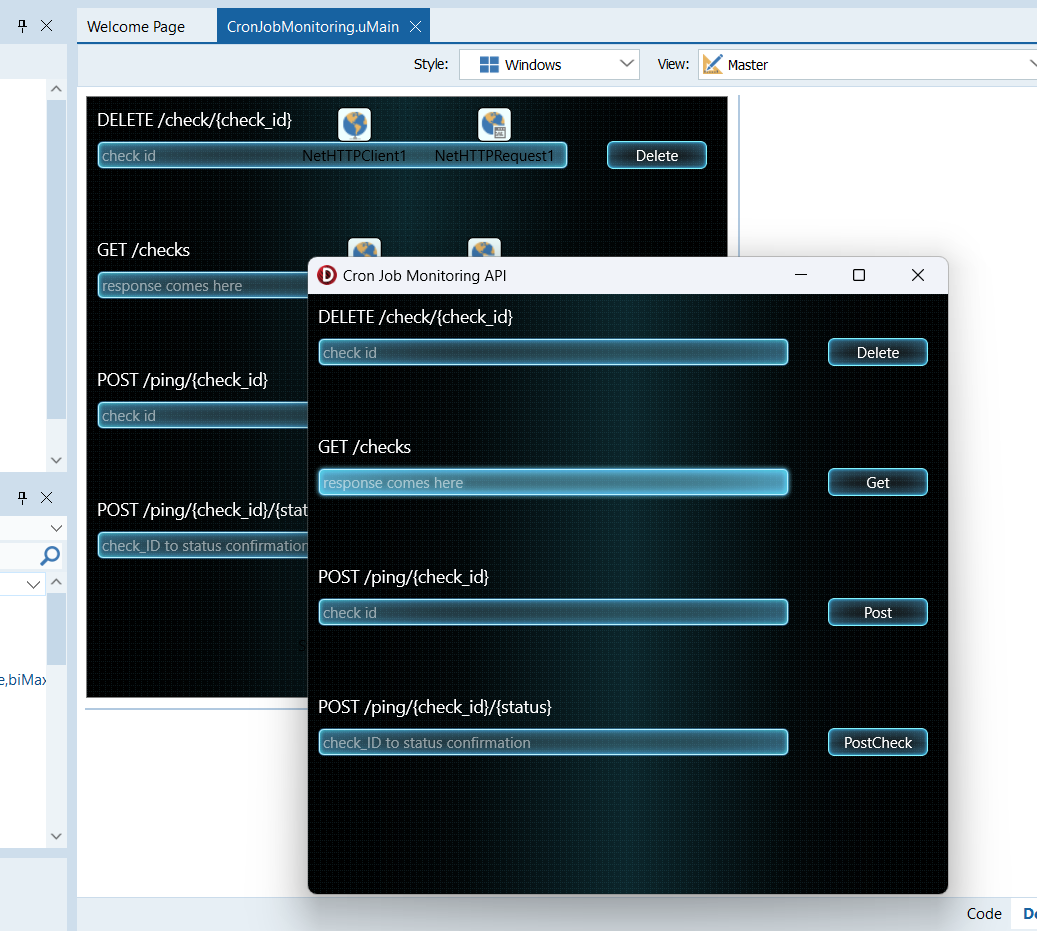 Welcome Page
CronJobMonitoring.uMain
Style:
Windows
View:
Master
DELETE /check/{check_id}
check id
NetHTTPClient1
NetHTTPRequest1
Delete
GET /checks
response comes here
POST /ping/{check_id}
check id
POST /ping/{check_id}/{stat
check_ID to status confirmation
e,biMax
Cron Job Monitoring API
DELETE /check/{check_id}
check id
Delete
GET /checks
response comes here
Get
POST /ping/{check_id}
check id
Post
POST /ping/{check_id}/{status}
check_ID to status confirmation
PostCheck
Code